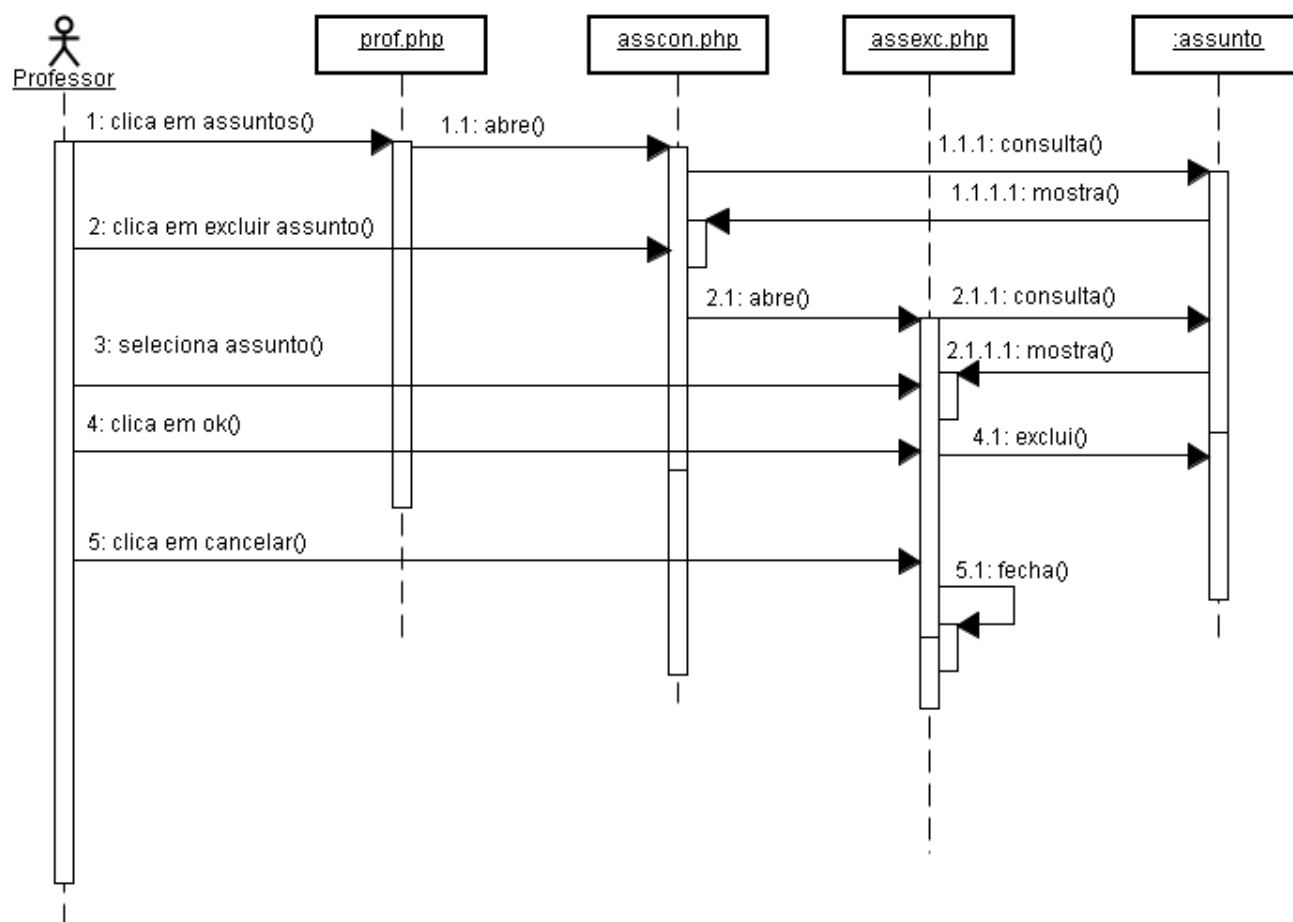 prof.php
asscon.php
assexc.php
:assunto
Professor
1: clica em assuntos()
1.1: abre()
1.1.1: consulta()
1.1.1.1: mostra()
2: clica em excluir assunto()
2.1: abre()
2.1.1: consulta()
3: seleciona assunto()
2.1.1.1: mostra()
4: clica em ok()
4.1: exclui()
5: clica em cancelar()
5.1: fecha()